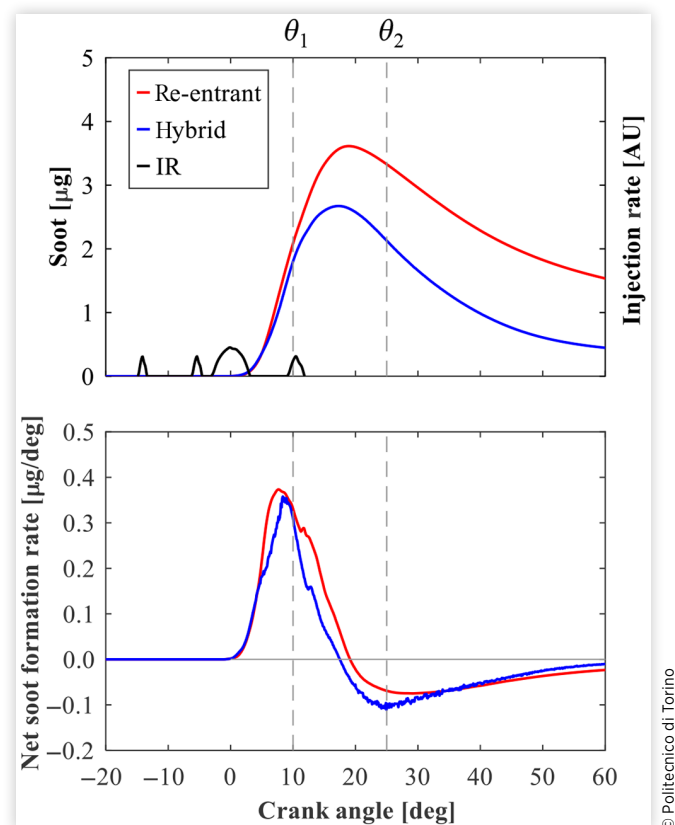 θ1 θ2
5
4
3
2
1
0
Soot [μg]
Re-entrant
Hybrid
IR
Injection rate [AU]
0.5
0.4
0.3
0.2
0.1
0.0
−0.1
−0.2
Net soot formation rate [μg/deg]
−20 −10 0 10 20 30 40 50 60
Crank angle [deg]
© Politecnico di Torino